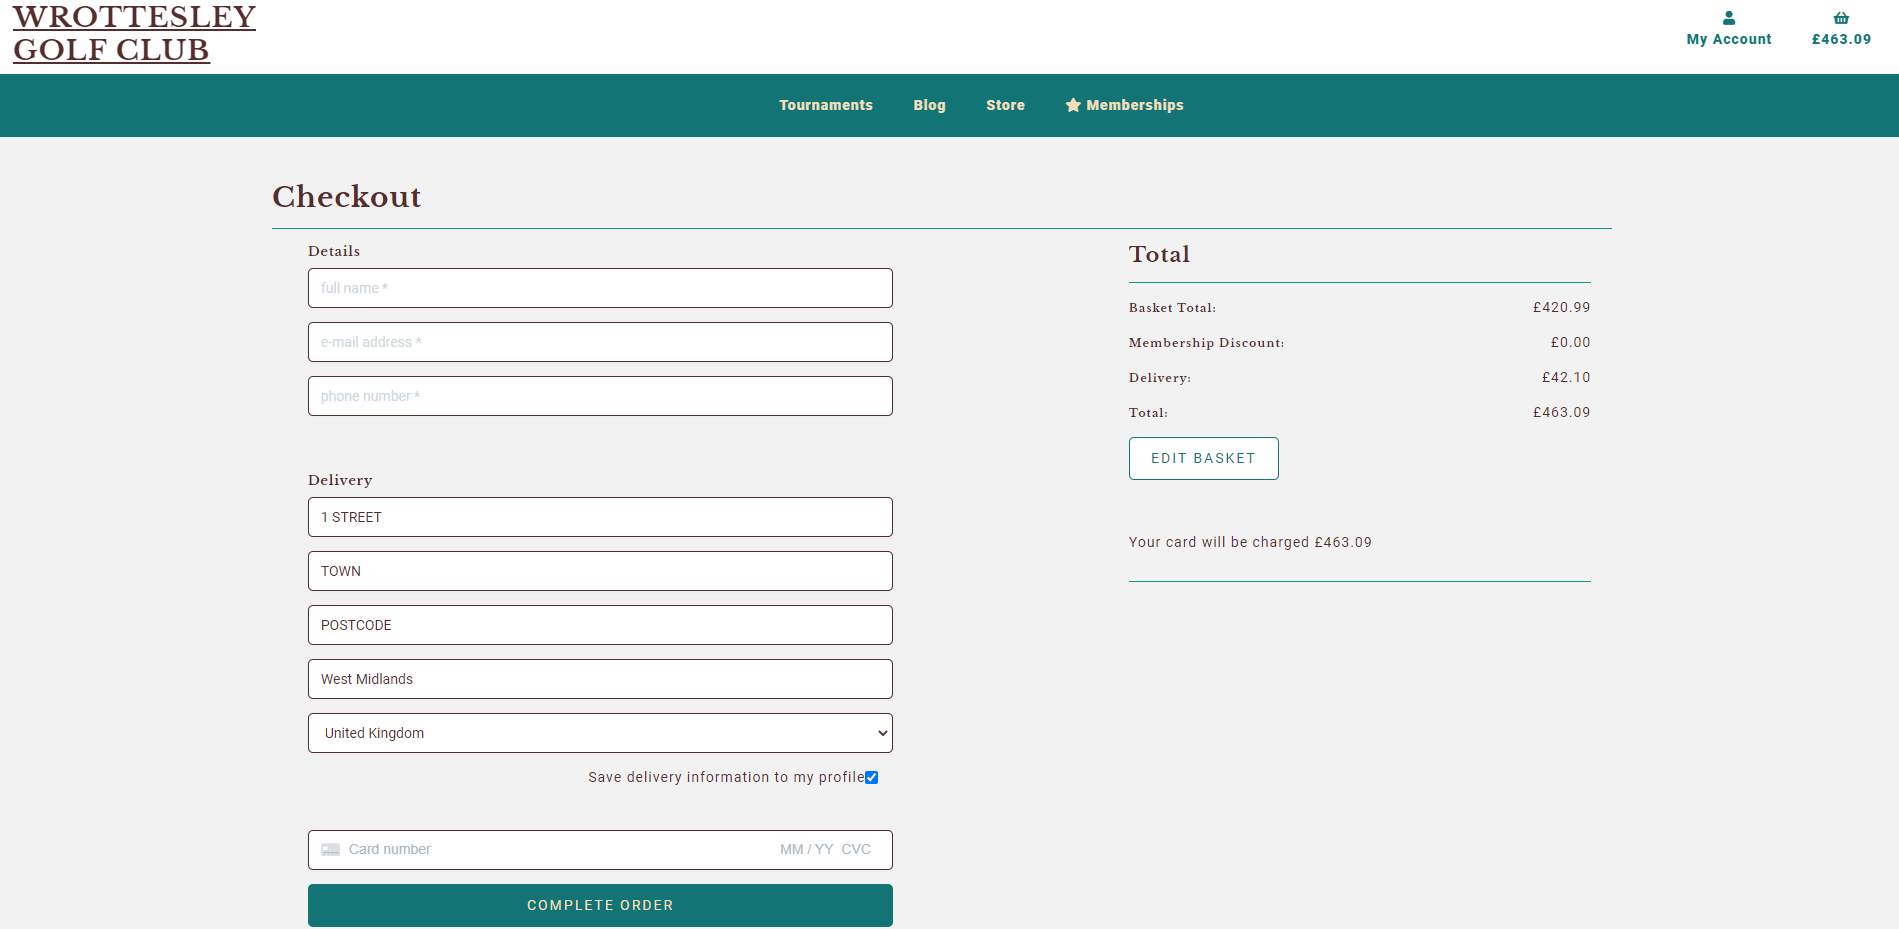 WROTTESLEY
GOLF CLUB
My Account
£463.09
Tournaments Blog Store Memberships
Checkout
Details
full name *
e-mail address *
phone number *
Delivery
1 STREET
TOWN
POSTCODE
West Midlands
United Kingdom
Save delivery information to my profile
Card number MM / YY CVC
COMPLETE ORDER
Total
Basket Total: £420.99
Membership Discount: £0.00
Delivery: £42.10
Total: £463.09
EDIT BASKET
Your card will be charged £463.09